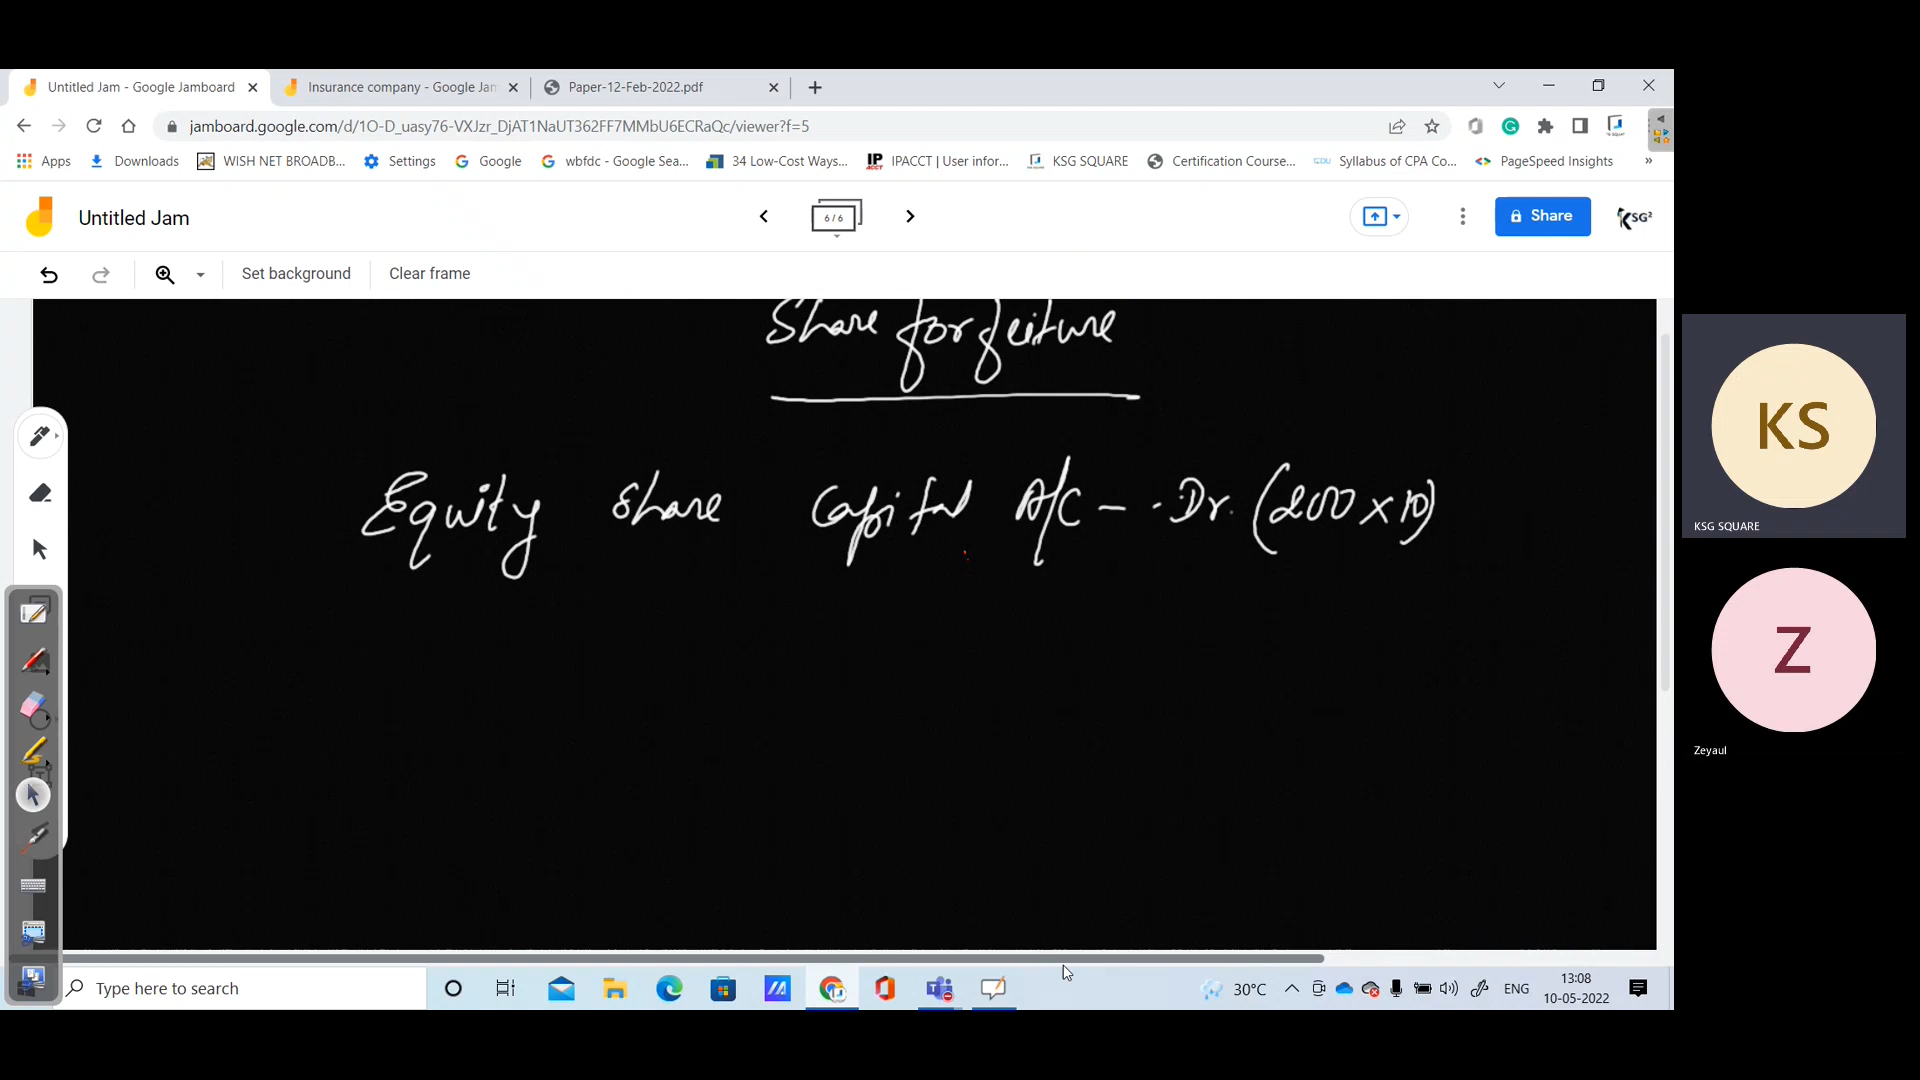 Untitled Jam - Google Jamboard
Insurance company - Google Jam
Paper-12-Feb-2022.pdf
jamboard.google.com/d/1O-D_uasy76-VXJzr_DjAT1NaUT362FF7MMbU6ECRaQc/viewer?f=5
Apps
Downloads
WISH NET BROADB...
Settings
Google
wbfdc - Google Sea...
34 Low-Cost Ways...
IPACCT | User infor...
KSG SQUARE
Certification Course...
Syllabus of CPA Co...
PageSpeed Insights
»
Untitled Jam
6 / 6
Share
KSG²
Set background
Clear frame
Share forfeiture
Equity share Capital A/C - - Dr. (200 x 10)
KS
KSG SQUARE
Z
Zeyaul
Type here to search
30°C
ENG
13:08
10-05-2022